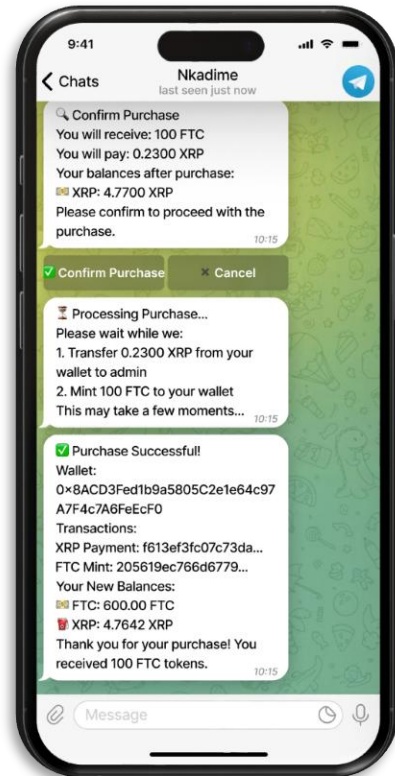 9:41
Chats
Nkadime
last seen just now
🔍 Confirm Purchase
You will receive: 100 FTC
You will pay: 0.2300 XRP
Your balances after purchase:
XRP: 4.7700 XRP
Please confirm to proceed with the
purchase.
10:15
✅ Confirm Purchase
× Cancel
⏳ Processing Purchase...
Please wait while we:
1. Transfer 0.2300 XRP from your
wallet to admin
2. Mint 100 FTC to your wallet
This may take a few moments...
10:15
✅ Purchase Successful!
Wallet:
0×8ACD3Fed1b9a5805C2e1e64c97
A7F4c7A6FeEcF0
Transactions:
XRP Payment: f613ef3fc07c73da...
FTC Mint: 205619ec766d6779...
Your New Balances:
FTC: 600.00 FTC
XRP: 4.7642 XRP
Thank you for your purchase! You
received 100 FTC tokens.
10:15
Message